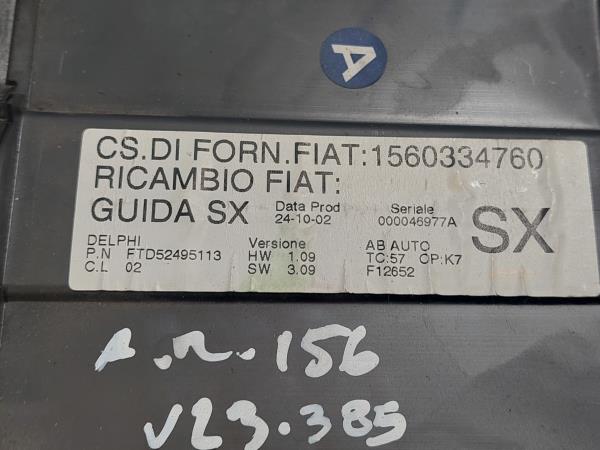 A
CS.DI FORN.FIAT:1560334760
RICAMBIO FIAT:
GUIDA SX Data Prod 24-10-02 Seriale 000046977A SX
DELPHI Versione AB AUTO
P.N FTD52495113 HW 1.09 TC:57 OP:K7
C.L 02 SW 3.09 F12652
A.R.156
V23.385